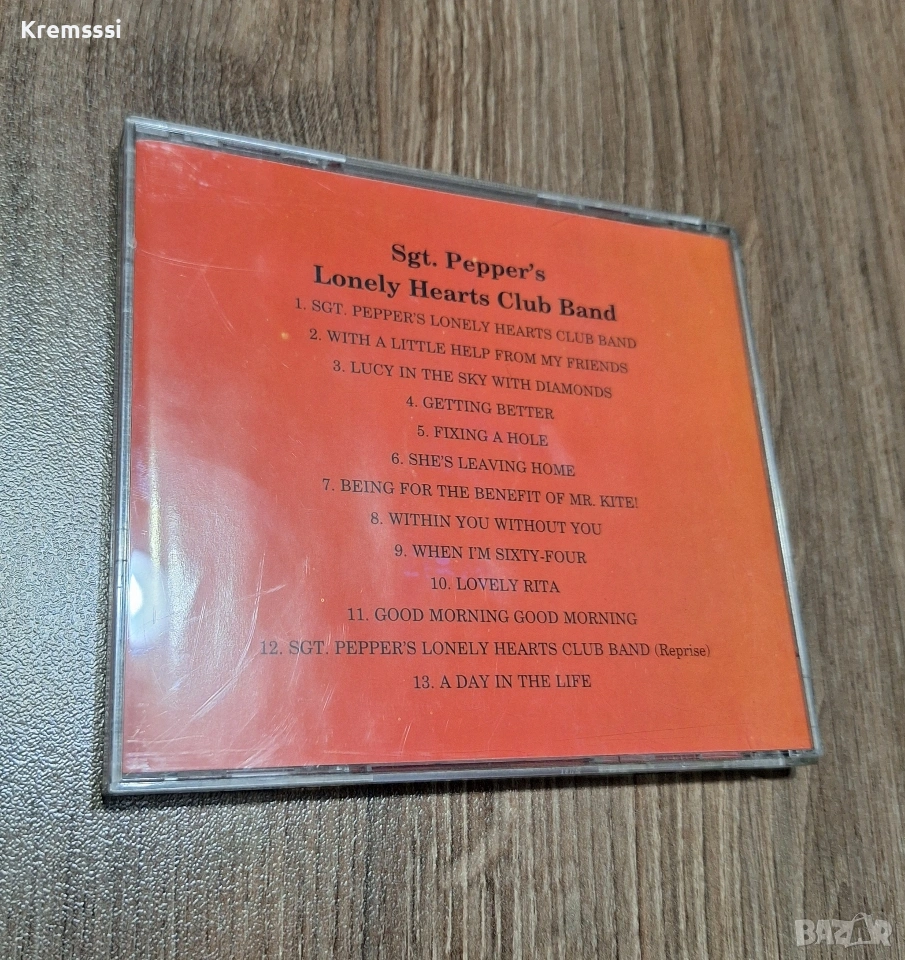 Kremsssi
Sgt. Pepper's
Lonely Hearts Club Band
1. SGT. PEPPER'S LONELY HEARTS CLUB BAND
2. WITH A LITTLE HELP FROM MY FRIENDS
3. LUCY IN THE SKY WITH DIAMONDS
4. GETTING BETTER
5. FIXING A HOLE
6. SHE'S LEAVING HOME
7. BEING FOR THE BENEFIT OF MR. KITE!
8. WITHIN YOU WITHOUT YOU
9. WHEN I'M SIXTY-FOUR
10. LOVELY RITA
11. GOOD MORNING GOOD MORNING
12. SGT. PEPPER'S LONELY HEARTS CLUB BAND (Reprise)
13. A DAY IN THE LIFE
BAZAR